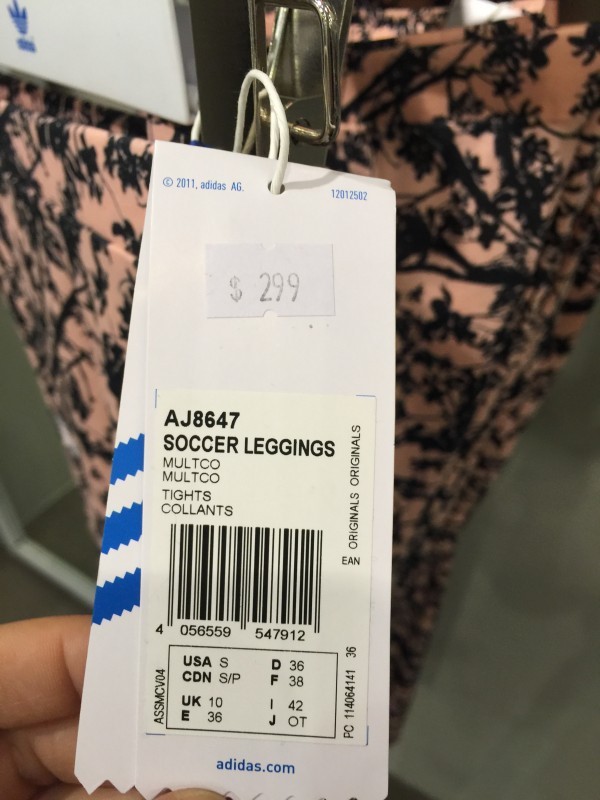 adidas
© 2011, adidas AG.
12012502
$ 299
AJ8647
SOCCER LEGGINGS
MULTCO
MULTCO
TIGHTS
COLLANTS
ORIGINALS ORIGINALS
EAN
4 056559 547912
USA S D 36
CDN S/P F 38
UK 10 I 42
E 36 J OT
ASSMCV04
PC 114064141 36
adidas.com